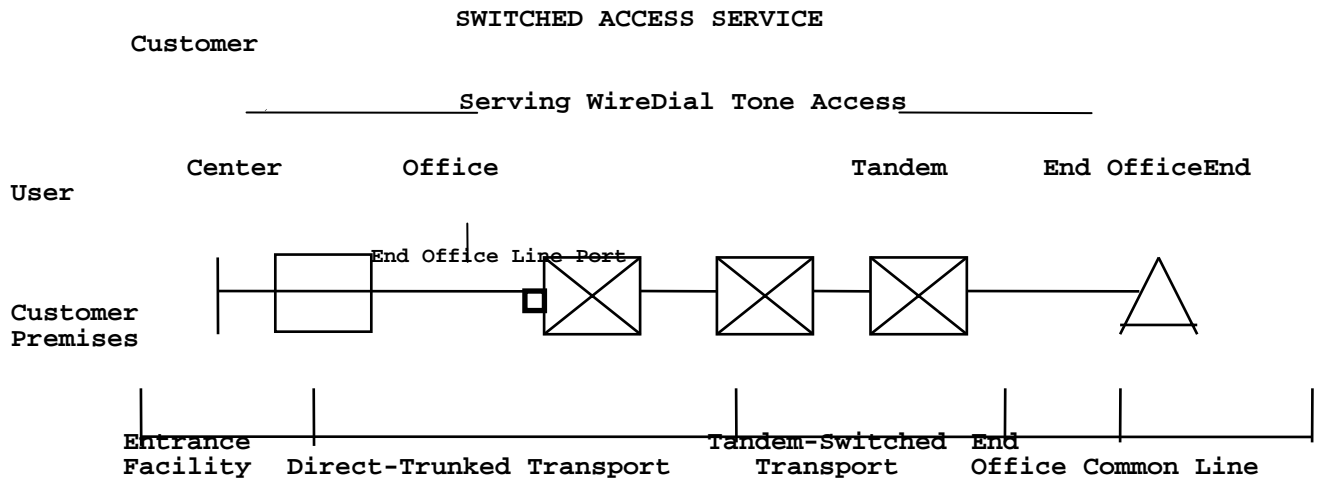 SWITCHED ACCESS SERVICE
Customer
Serving WireDial Tone Access
Center Office Tandem End OfficeEnd
User
End Office Line Port
Customer
Premises
Entrance Tandem-Switched End
Facility Direct-Trunked Transport Transport Office Common Line